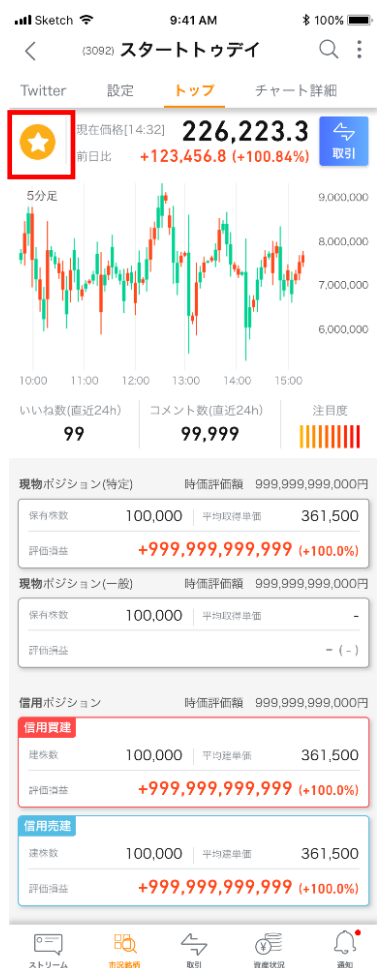 Sketch 9:41 AM 100%
(3092) スタートトゥデイ
Twitter 設定 トップ チャート詳細
現在価格[14:32] 226,223.3
前日比 +123,456.8 (+100.84%)
取引
5分足
9,000,000
8,000,000
7,000,000
6,000,000
10:00 11:00 12:00 13:00 14:00 15:00
いいね数(直近24h) コメント数(直近24h) 注目度
99 99,999
現物ポジション(特定) 時価評価額 999,999,999,000円
保有株数 100,000 平均取得単価 361,500
評価損益 +999,999,999,999 (+100.0%)
現物ポジション(一般) 時価評価額 999,999,999,000円
保有株数 100,000 平均取得単価 -
評価損益 - ( - )
信用ポジション 時価評価額 999,999,999,000円
信用買建
建株数 100,000 平均建単価 361,500
評価損益 +999,999,999,999 (+100.0%)
信用売建
建株数 100,000 平均建単価 361,500
評価損益 +999,999,999,999 (+100.0%)
ストリーム 市況銘柄 取引 資産状況 通知